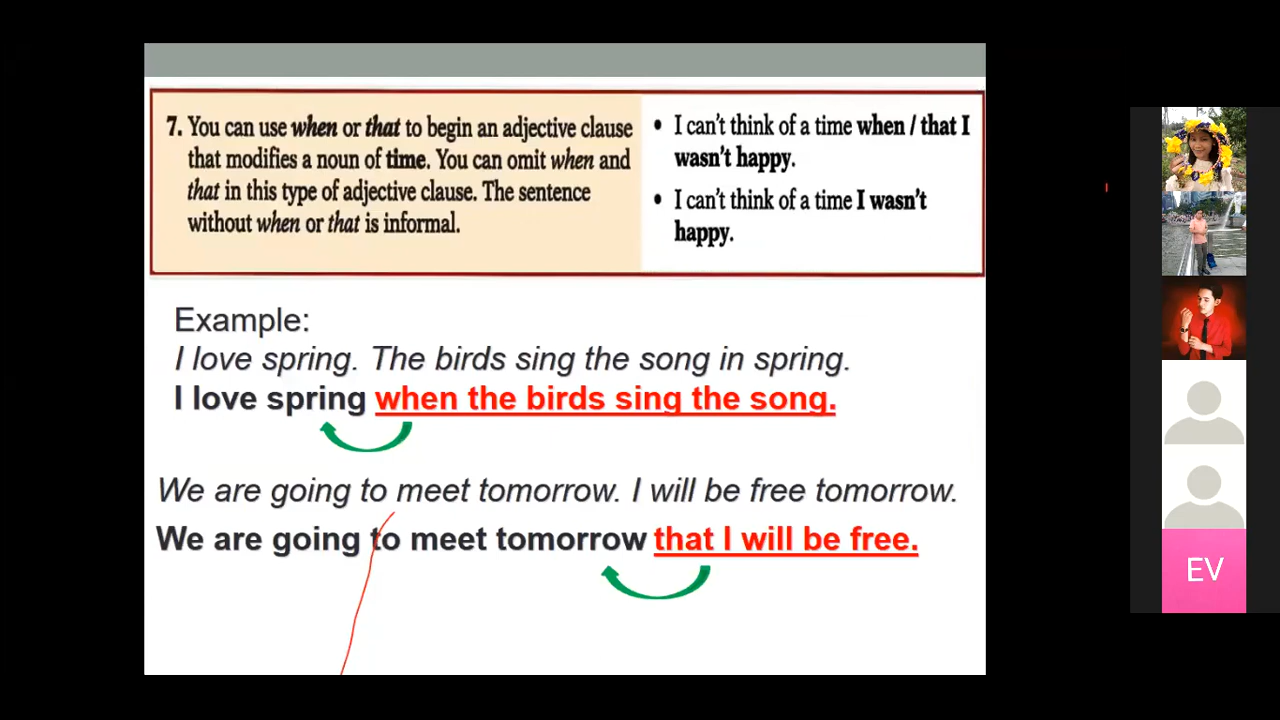 7. You can use when or that to begin an adjective clause
that modifies a noun of time. You can omit when and
that in this type of adjective clause. The sentence
without when or that is informal.
• I can't think of a time when / that I
wasn't happy.
• I can't think of a time I wasn't
happy.
Example:
I love spring. The birds sing the song in spring.
I love spring when the birds sing the song.
We are going to meet tomorrow. I will be free tomorrow.
We are going to meet tomorrow that I will be free.
EV